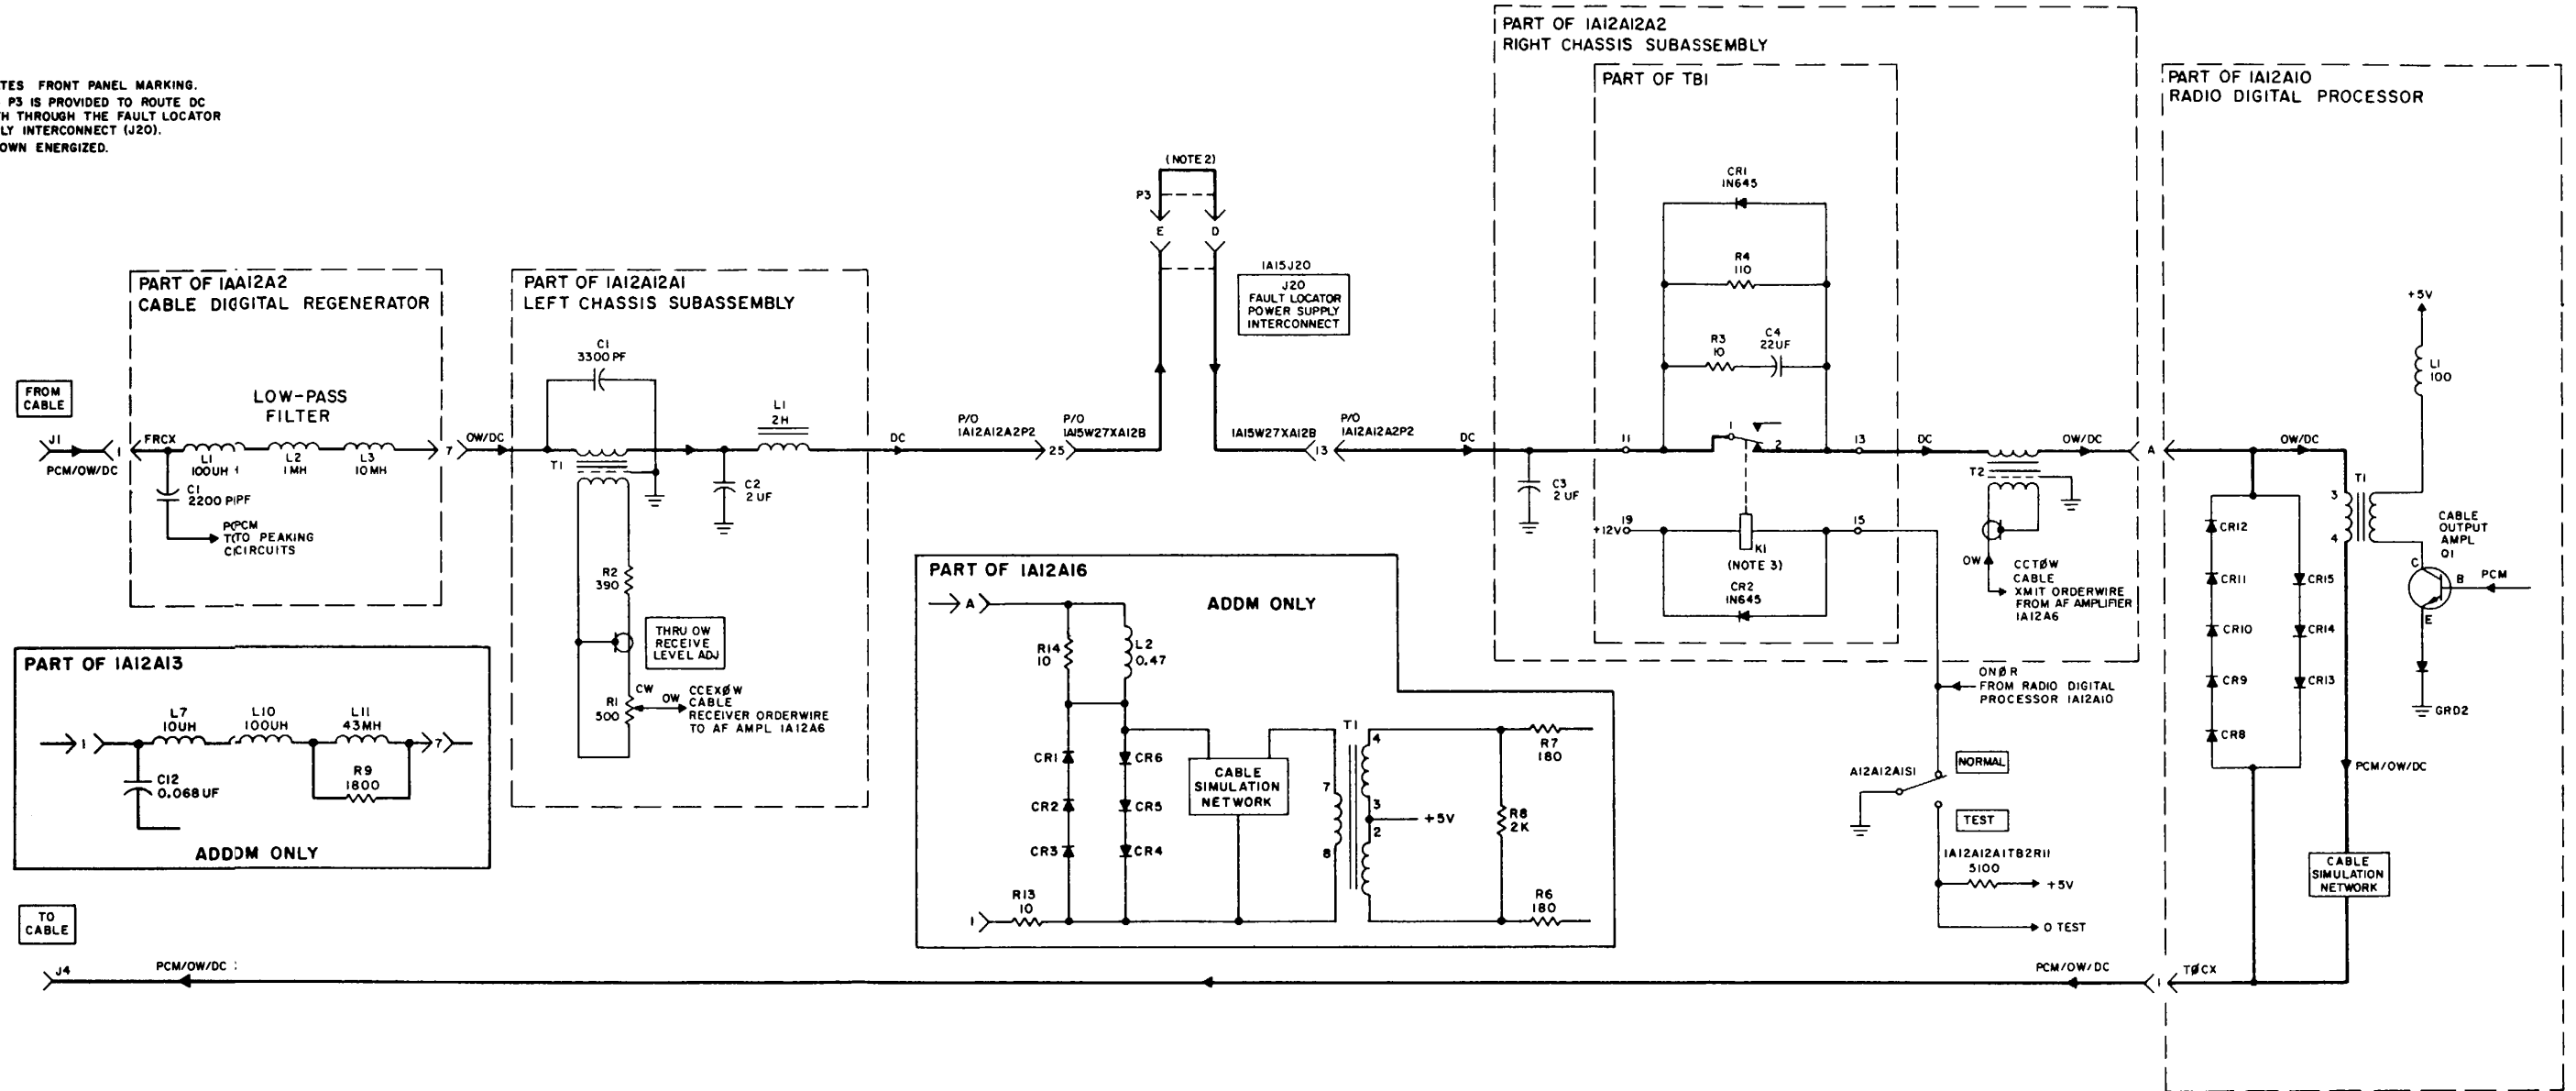 TES FRONT PANEL MARKING.
P3 IS PROVIDED TO ROUTE DC
H THROUGH THE FAULT LOCATOR
LY INTERCONNECT (J20).
OWN ENERGIZED.
FROM
CABLE
J1
PCM/OW/DC
1
PART OF 1AA12A2
CABLE DIGGITAL REGENERATOR
LOW-PASS
FILTER
FRCX
L1
100UH
L2
1MH
L3
10MH
C1
2200 PIPF
P(PCM
T(TO PEAKING
C(CIRCUITS
7
OW/DC
PART OF 1A12A12A1
LEFT CHASSIS SUBASSEMBLY
C1
3300 PF
T1
C2
2 UF
L1
2H
R2
390
THRU OW
RECEIVE
LEVEL ADJ
R1
500
CW
OW
CCEXØW
CABLE
RECEIVER ORDERWIRE
TO AF AMPL 1A12A6
DC
P/O
1A12A12A2P2
25
P/O
1A15W27XA12B
(NOTE 2)
P3
E
D
1A15J20
J20
FAULT LOCATOR
POWER SUPPLY
INTERCONNECT
1A15W27XA12B
13
P/O
1A12A12A2P2
DC
PART OF 1A12A12A2
RIGHT CHASSIS SUBASSEMBLY
PART OF TB1
CR1
1N645
R4
110
R3
10
C4
22UF
C3
2 UF
11
1
2
13
DC
+12V
19
K1
(NOTE 3)
15
CR2
1N645
T2
OW/DC
OW
CCTØW
CABLE
XMIT ORDERWIRE
FROM AF AMPLIFIER
1A12A6
A
PART OF 1A12A10
RADIO DIGITAL PROCESSOR
OW/DC
CR12
CR11
CR10
CR9
CR8
CR15
CR14
CR13
3
4
T1
+5V
L1
100
CABLE
OUTPUT
AMPL
Q1
C
B
E
PCM
GRD2
PCM/OW/DC
CABLE
SIMULATION
NETWORK
ONØR
FROM RADIO DIGITAL
PROCESSOR 1A12A10
A12A12A1S1
NORMAL
TEST
1A12A12A1TB2R11
5100
+5V
O TEST
PART OF 1A12A13
1
L7
10UH
L10
100UH
L11
43MH
7
C12
0.068UF
R9
1800
ADDDM ONLY
PART OF 1A12A16
ADDM ONLY
A
R14
10
L2
0.47
CR1
CR2
CR3
CR6
CR5
CR4
CABLE
SIMULATION
NETWORK
1
R13
10
T1
7
8
4
3
2
+5V
R7
180
R8
2K
R6
180
TO
CABLE
J4
PCM/OW/DC
PCM/OW/DC
1
TØCX